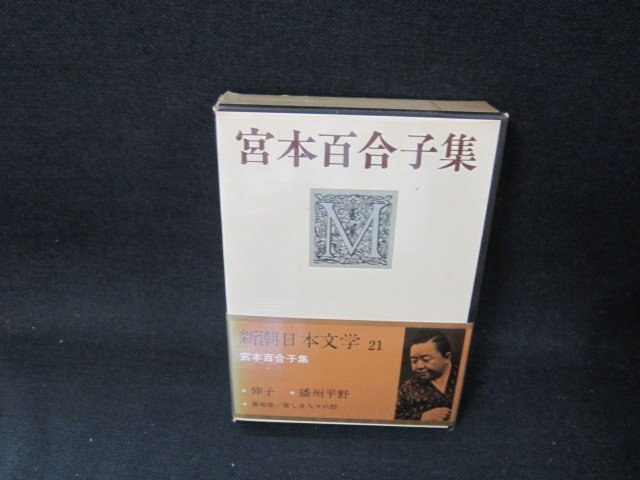 宮本百合子集
M
新潮日本文学 21
宮本百合子集
・伸子 ・播州平野
・風知草／貧しき人々の群